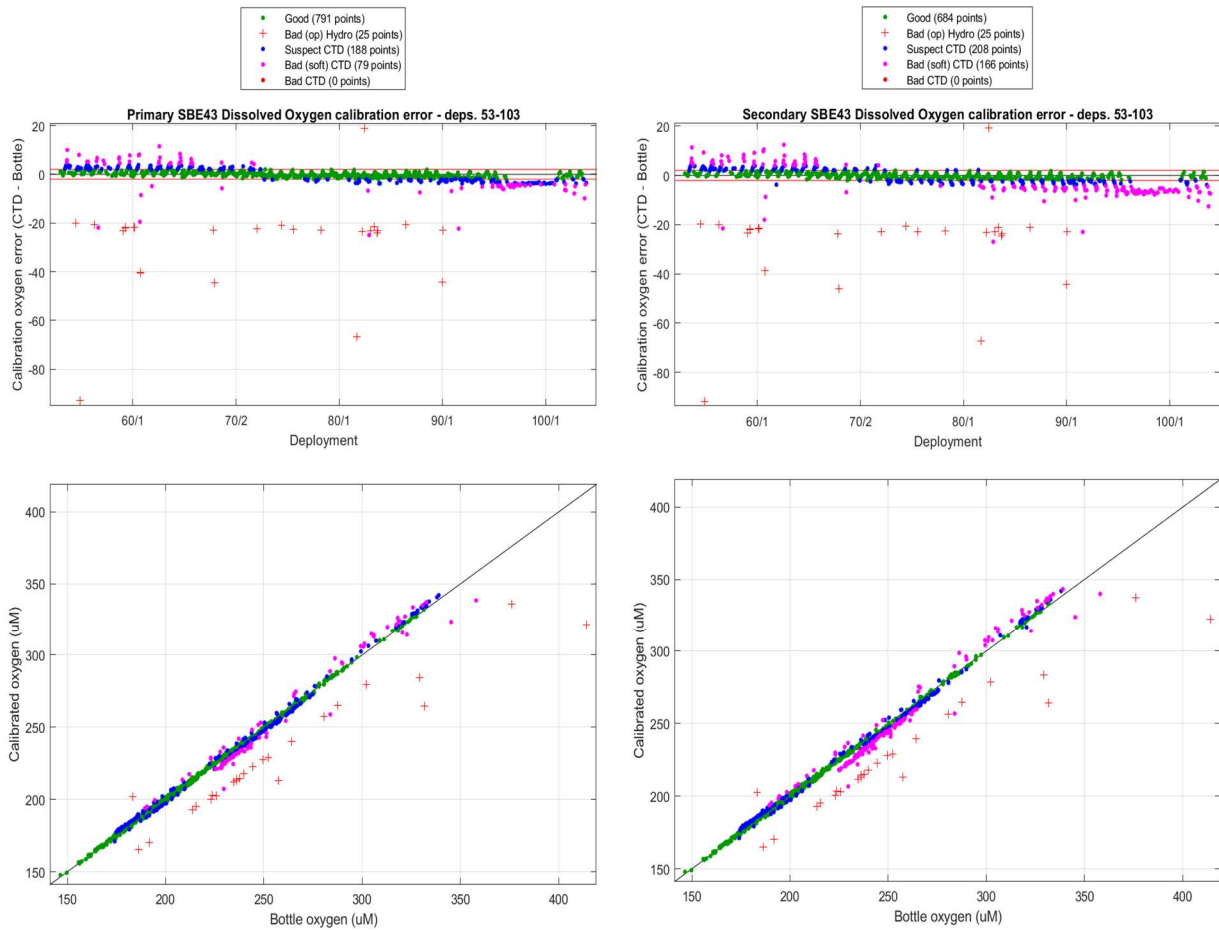 Good (791 points)
Bad (op) Hydro (25 points)
Suspect CTD (188 points)
Bad (soft) CTD (79 points)
Bad CTD (0 points)
Primary SBE43 Dissolved Oxygen calibration error - deps. 53-103
Calibration oxygen error (CTD - Bottle)
20
0
-20
-40
-60
-80
60/1 70/2 80/1 90/1 100/1
Deployment
Good (684 points)
Bad (op) Hydro (25 points)
Suspect CTD (208 points)
Bad (soft) CTD (166 points)
Bad CTD (0 points)
Secondary SBE43 Dissolved Oxygen calibration error - deps. 53-103
Calibration oxygen error (CTD - Bottle)
20
0
-20
-40
-60
-80
60/1 70/2 80/1 90/1 100/1
Deployment
Calibrated oxygen (uM)
400
350
300
250
200
150
150 200 250 300 350 400
Bottle oxygen (uM)
Calibrated oxygen (uM)
400
350
300
250
200
150
150 200 250 300 350 400
Bottle oxygen (uM)